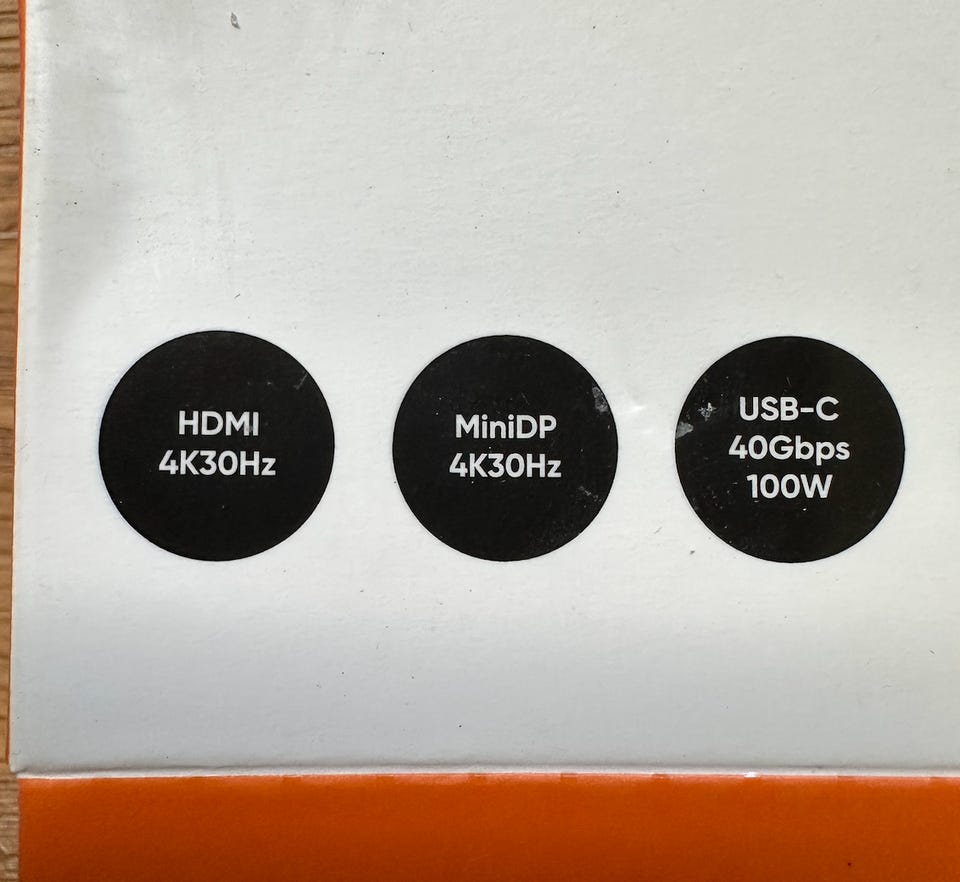 HDMI
4K30Hz
MiniDP
4K30Hz
USB-C
40Gbps
100W